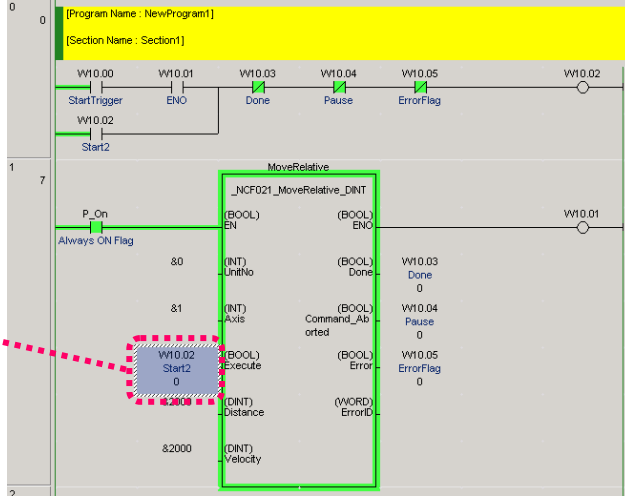 0
0
[Program Name : NewProgram1]
[Section Name : Section1]
W10.00 W10.01 W10.03 W10.04 W10.05 W10.02
StartTrigger ENO Done Pause ErrorFlag
W10.02
Start2
1
7
MoveRelative
_NCF021_MoveRelative_DINT
P_On (BOOL) (BOOL) W10.01
EN ENO
Always ON Flag
&0 (INT) (BOOL) W10.03
UnitNo Done Done
0
&1 (INT) (BOOL) W10.04
Axis Command_Ab Pause
orted 0
W10.02 (BOOL) (BOOL) W10.05
Start2 Execute Error ErrorFlag
0 0
&2000 (DINT) (WORD)
Distance ErrorID
&2000 (DINT)
Velocity
2